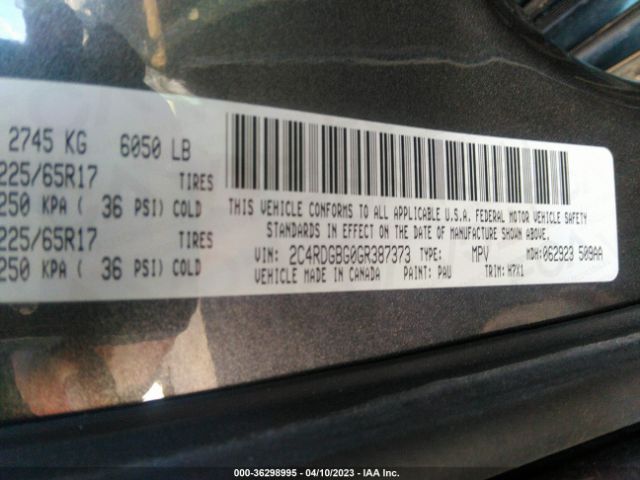 2745 KG 6050 LB
225/65R17 TIRES
250 KPA ( 36 PSI) COLD
225/65R17 TIRES
250 KPA ( 36 PSI) COLD
THIS VEHICLE CONFORMS TO ALL APPLICABLE U.S.A. FEDERAL MOTOR VEHICLE SAFETY
STANDARDS IN EFFECT ON THE DATE OF MANUFACTURE SHOWN ABOVE.
VIN: 2C4RDGBG0GR387373 TYPE: MPV MDH:062923 509AA
VEHICLE MADE IN CANADA PAINT: PAU TRIM: H7X1
000-36298995 - 04/10/2023 - IAA Inc.